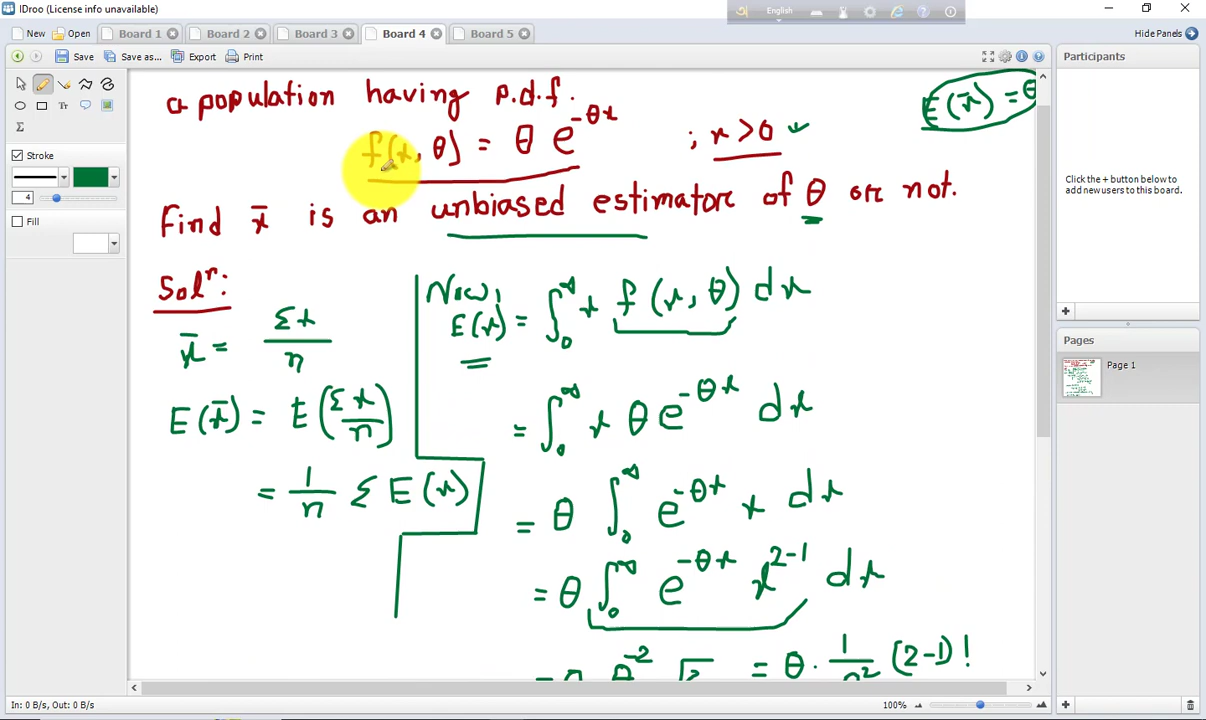 IDroo (License info unavailable)
English
New Open Board 1 Board 2 Board 3 Board 4 Board 5 Hide Panels
Save Save as... Export Print
Participants
Click the + button below to
add new users to this board.
Pages
Page 1
Stroke
4
Fill
a population having p.d.f.
E(x̄) = θ
f(x, θ) = θ e^{-θx} ; x > 0 ✓
Find x̄ is an unbiased estimator of θ or not.
Solⁿ:
x̄ = Σx/n
E(x̄) = E(Σx/n)
= 1/n Σ E(x)
Now,
E(x) = ∫₀^∞ x f(x, θ) dx
= ∫₀^∞ x θ e^{-θx} dx
= θ ∫₀^∞ e^{-θx} x dx
= θ ∫₀^∞ e^{-θx} x^{2-1} dx
= θ · 1/θ² (2-1)!
In: 0 B/s, Out: 0 B/s
100%